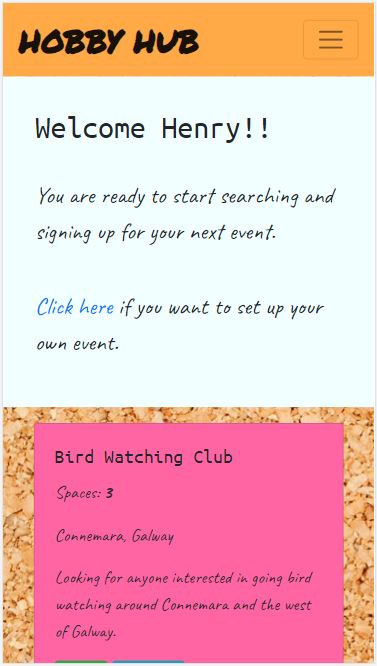 HOBBY HUB
Welcome Henry!!
You are ready to start searching and
signing up for your next event.
Click here if you want to set up your
own event.
Bird Watching Club
Spaces: 3
Connemara, Galway
Looking for anyone interested in going bird
watching around Connemara and the west
of Galway.